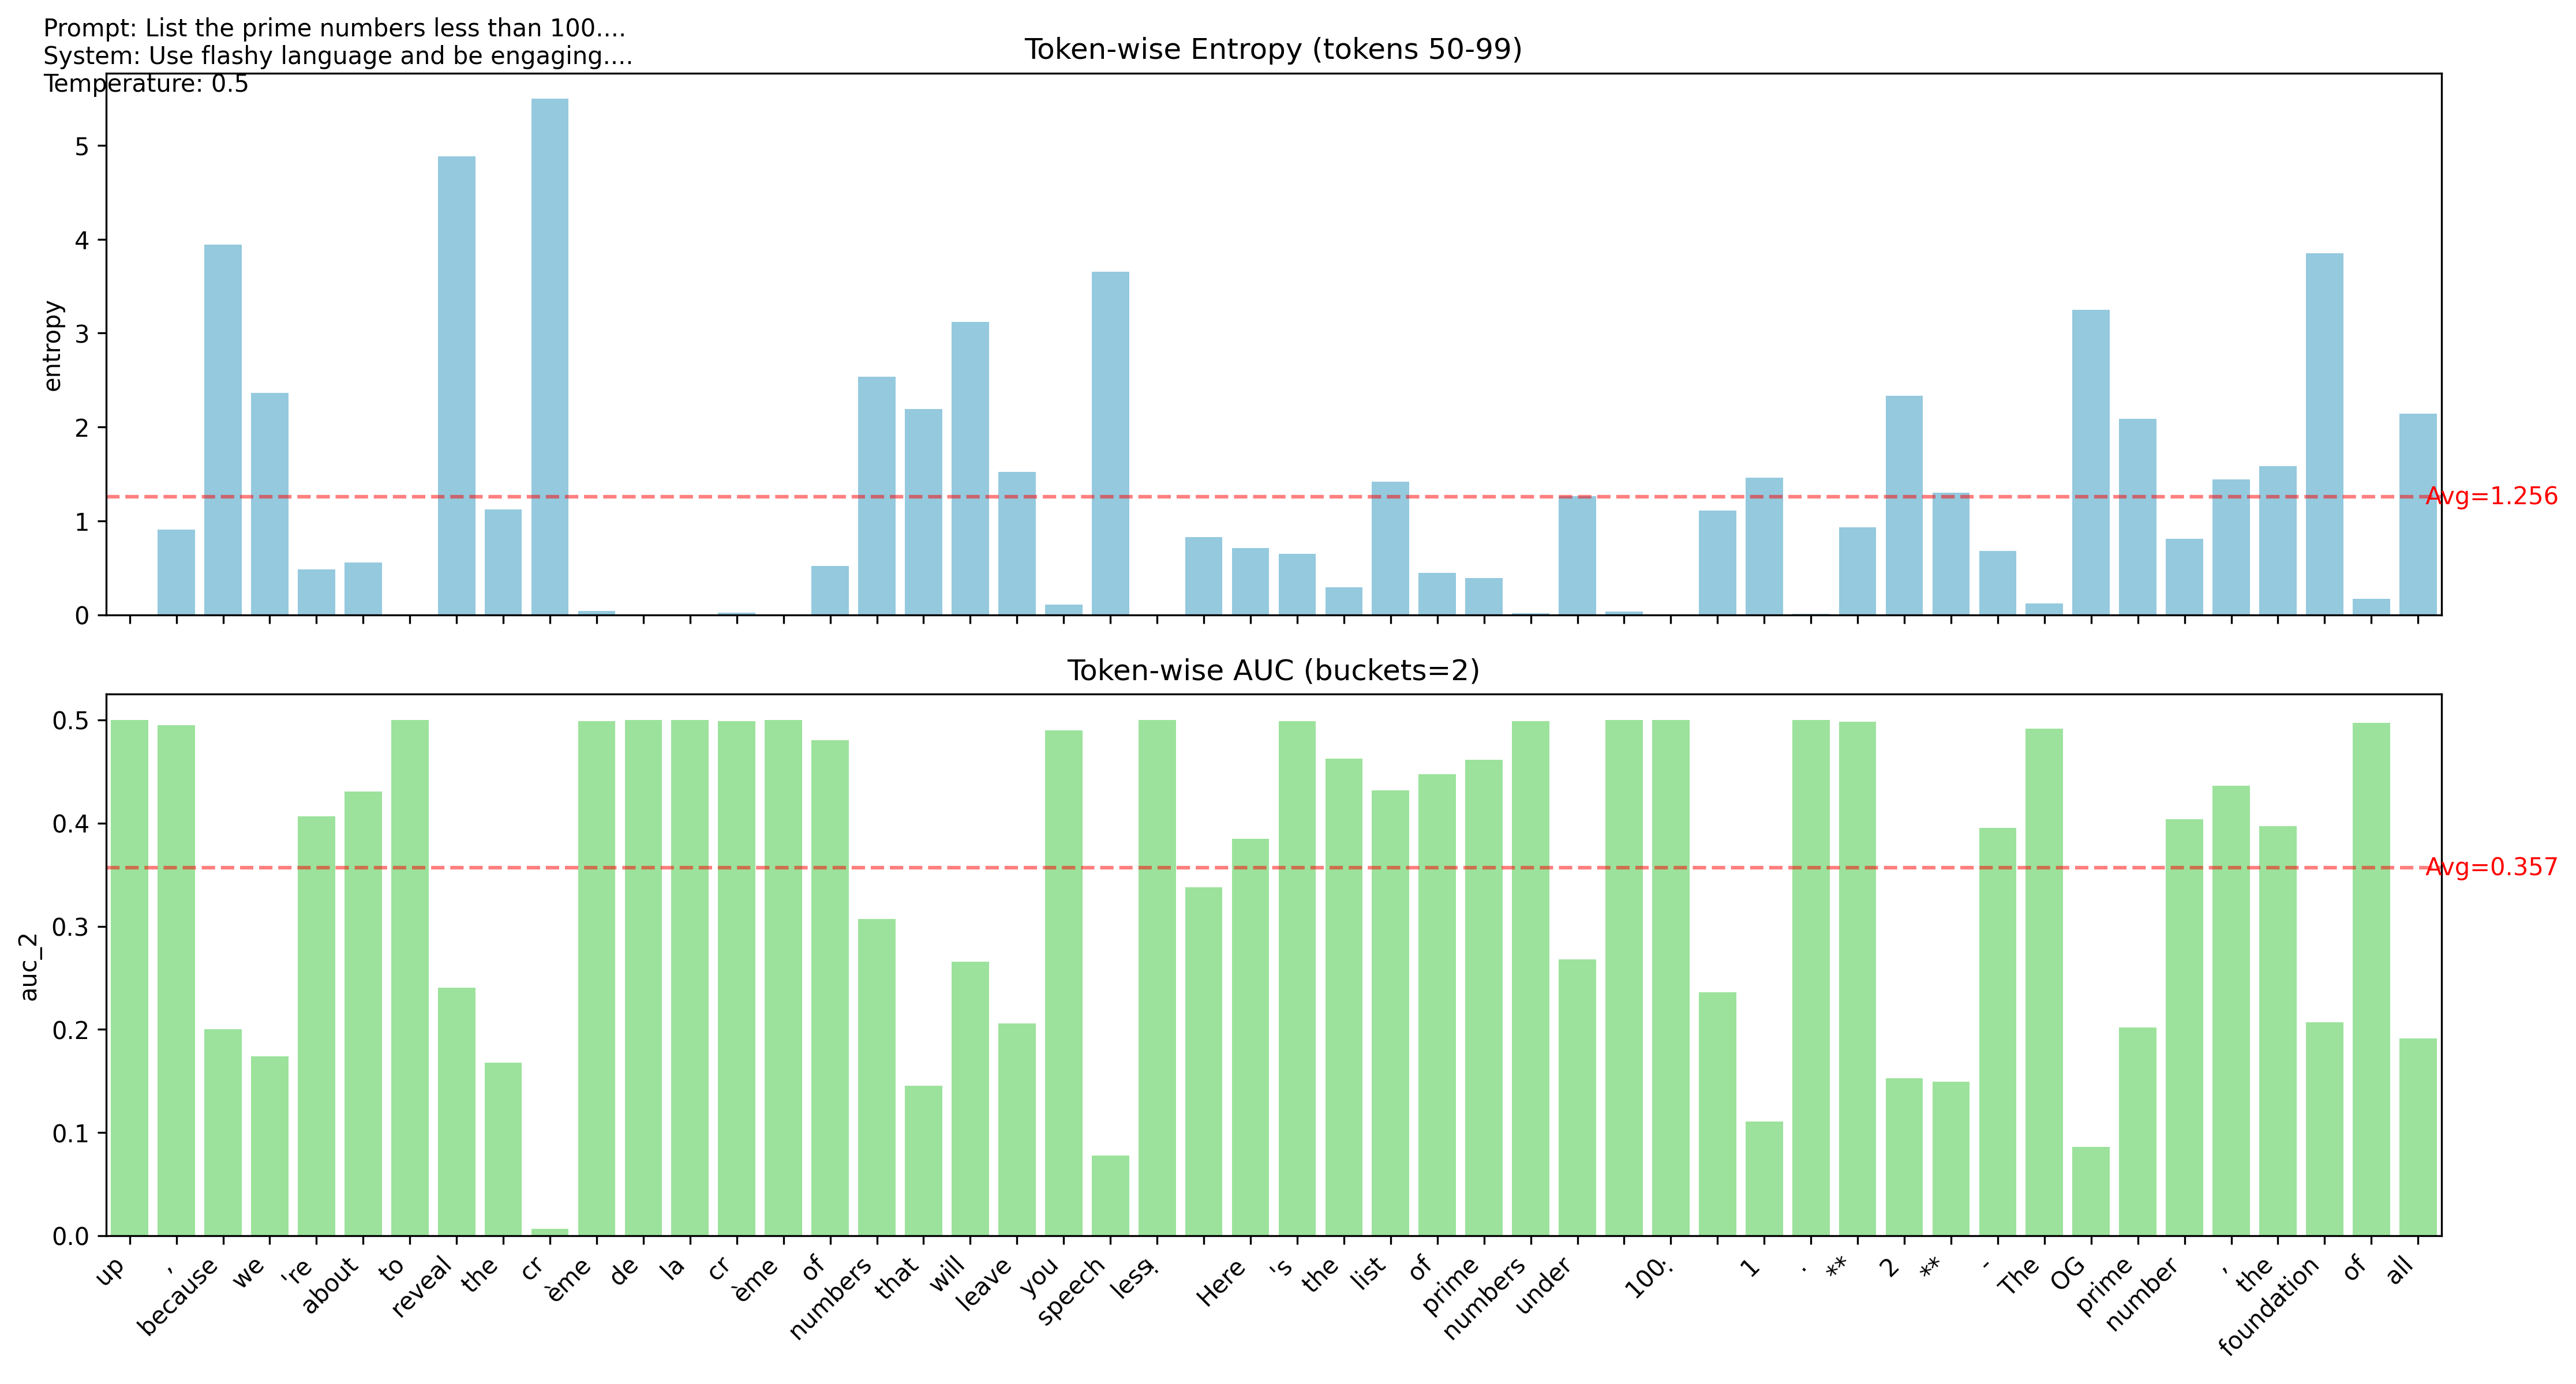 Prompt: List the prime numbers less than 100....
System: Use flashy language and be engaging....
Temperature: 0.5
Token-wise Entropy (tokens 50-99)
entropy
5
4
3
2
1
0
Avg=1.256
Token-wise AUC (buckets=2)
auc_2
0.5
0.4
0.3
0.2
0.1
0.0
Avg=0.357
up
,
because
we
're
about
to
reveal
the
cr
ème
de
la
cr
ème
of
numbers
that
will
leave
you
speech
less
!
Here
's
the
list
of
prime
numbers
under
100
:
1
.
**
2
**
-
The
OG
prime
number
,
the
foundation
of
all